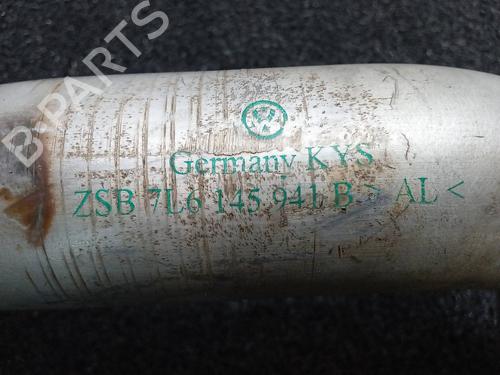 B-PARTS
Germany KYS
ZSB 7L6 145 941 B > AL <